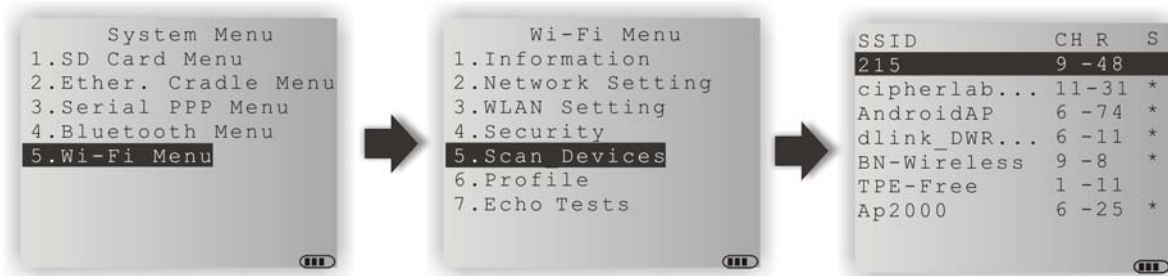 System Menu
1.SD Card Menu
2.Ether. Cradle Menu
3.Serial PPP Menu
4.Bluetooth Menu
5.Wi-Fi Menu
Wi-Fi Menu
1.Information
2.Network Setting
3.WLAN Setting
4.Security
5.Scan Devices
6.Profile
7.Echo Tests
SSID CH R S
215 9 -48
cipherlab... 11-31 *
AndroidAP 6 -74 *
dlink_DWR... 6 -11 *
BN-Wireless 9 -8 *
TPE-Free 1 -11
Ap2000 6 -25 *